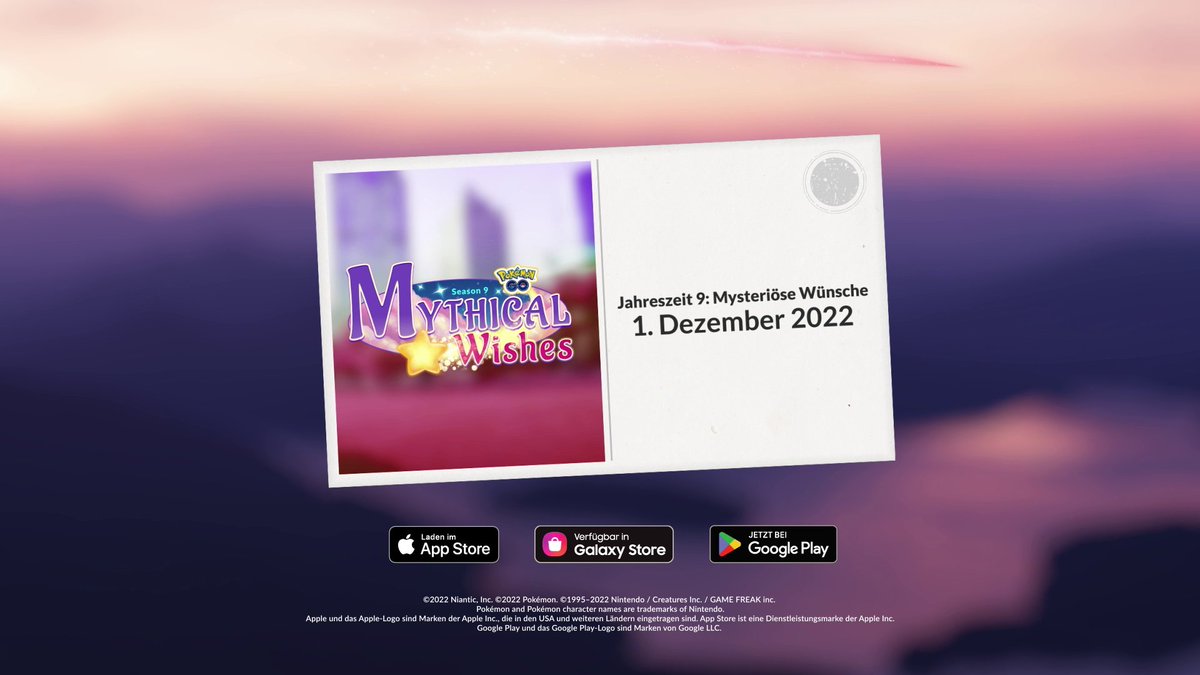 Pokémon
GO
Season 9
MYTHICAL
Wishes
Jahreszeit 9: Mysteriöse Wünsche
1. Dezember 2022
Laden im
App Store
Verfügbar in
Galaxy Store
JETZT BEI
Google Play
©2022 Niantic, Inc. ©2022 Pokémon. ©1995–2022 Nintendo / Creatures Inc. / GAME FREAK inc.
Pokémon and Pokémon character names are trademarks of Nintendo.
Apple und das Apple-Logo sind Marken der Apple Inc., die in den USA und weiteren Ländern eingetragen sind. App Store ist eine Dienstleistungsmarke der Apple Inc.
Google Play und das Google Play-Logo sind Marken von Google LLC.